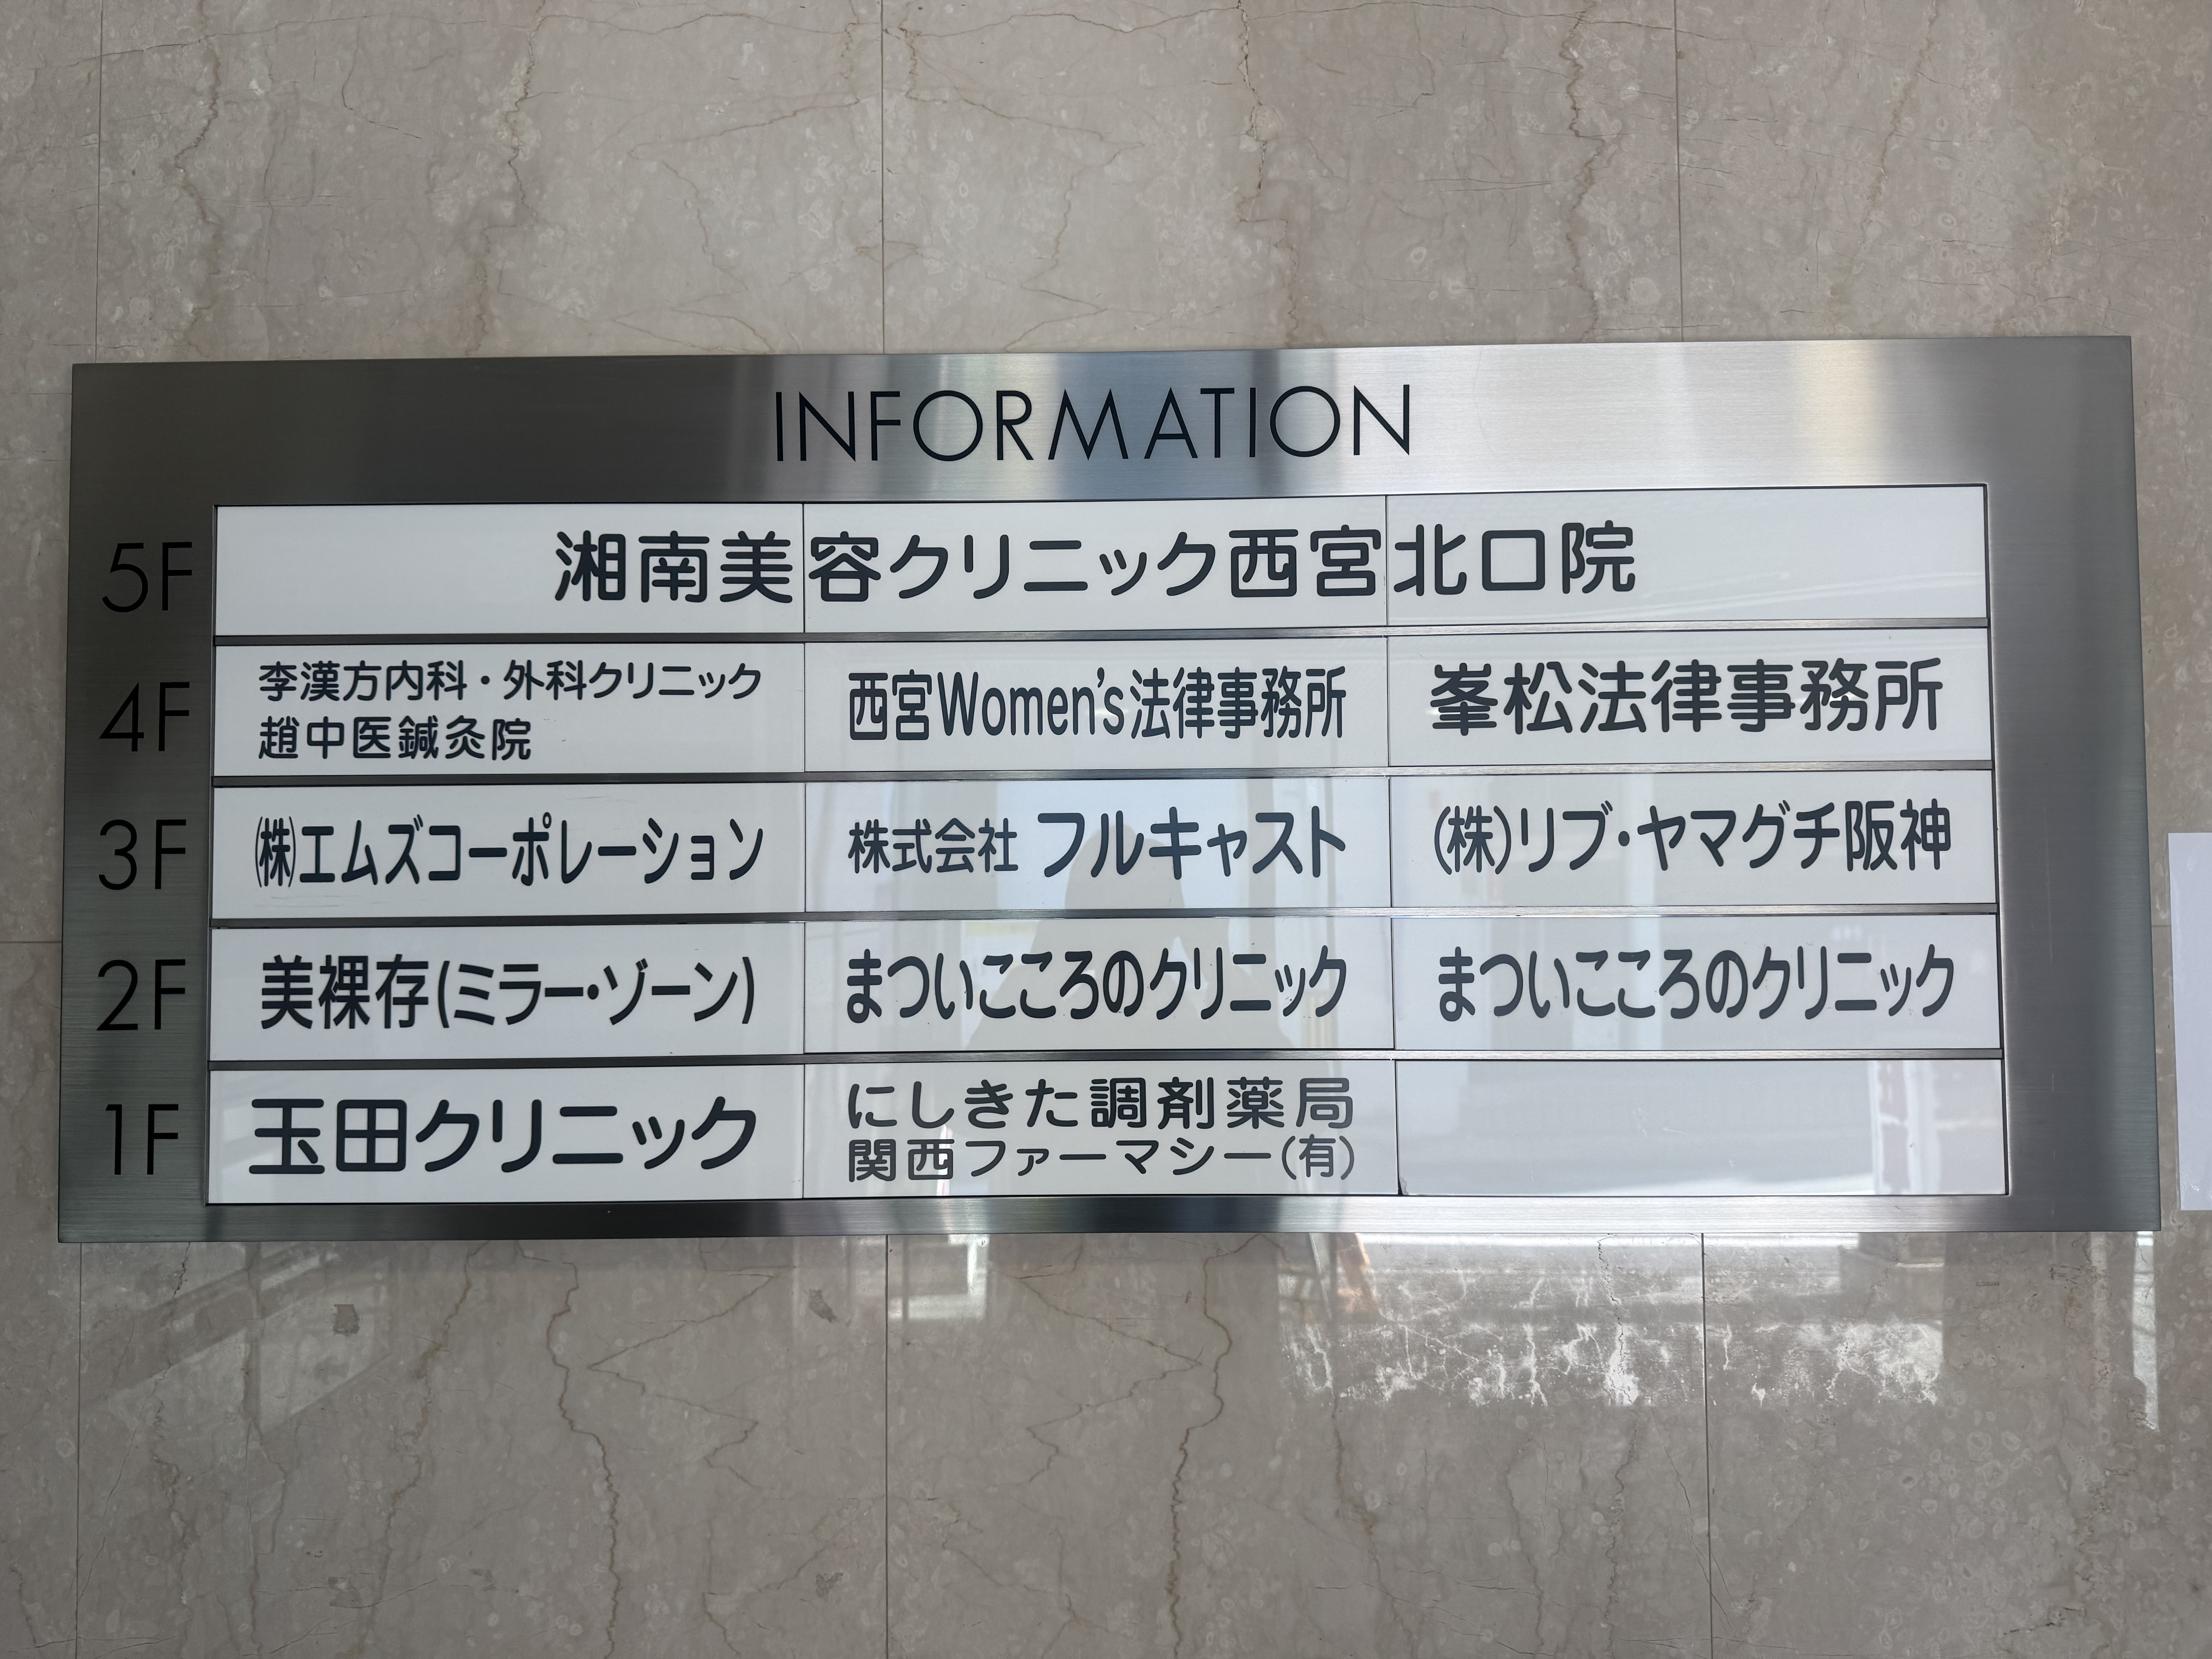 INFORMATION
5F 湘南美容クリニック西宮北口院
4F 李漢方内科・外科クリニック
趙中医鍼灸院
西宮Women's法律事務所
峯松法律事務所
3F ㈱エムズコーポレーション
株式会社 フルキャスト
(株)リブ・ヤマグチ阪神
2F 美裸存(ミラー・ゾーン)
まついこころのクリニック
まついこころのクリニック
1F 玉田クリニック
にしきた調剤薬局
関西ファーマシー(有)